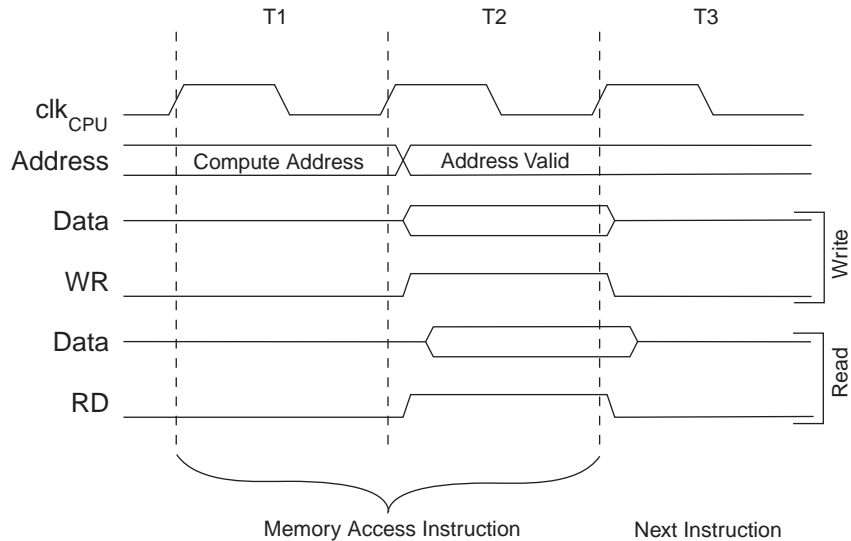 T1 T2 T3
clkCPU
Address Compute Address Address Valid
Data
WR
Write
Data
RD
Read
Memory Access Instruction Next Instruction